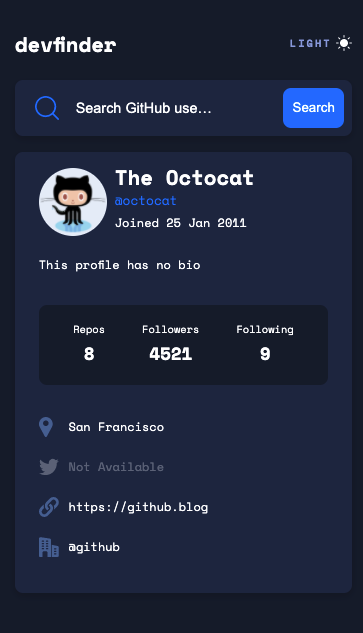 devfinder
LIGHT
Search GitHub use...
Search
The Octocat
@octocat
Joined 25 Jan 2011
This profile has no bio
Repos Followers Following
8 4521 9
San Francisco
Not Available
https://github.blog
@github